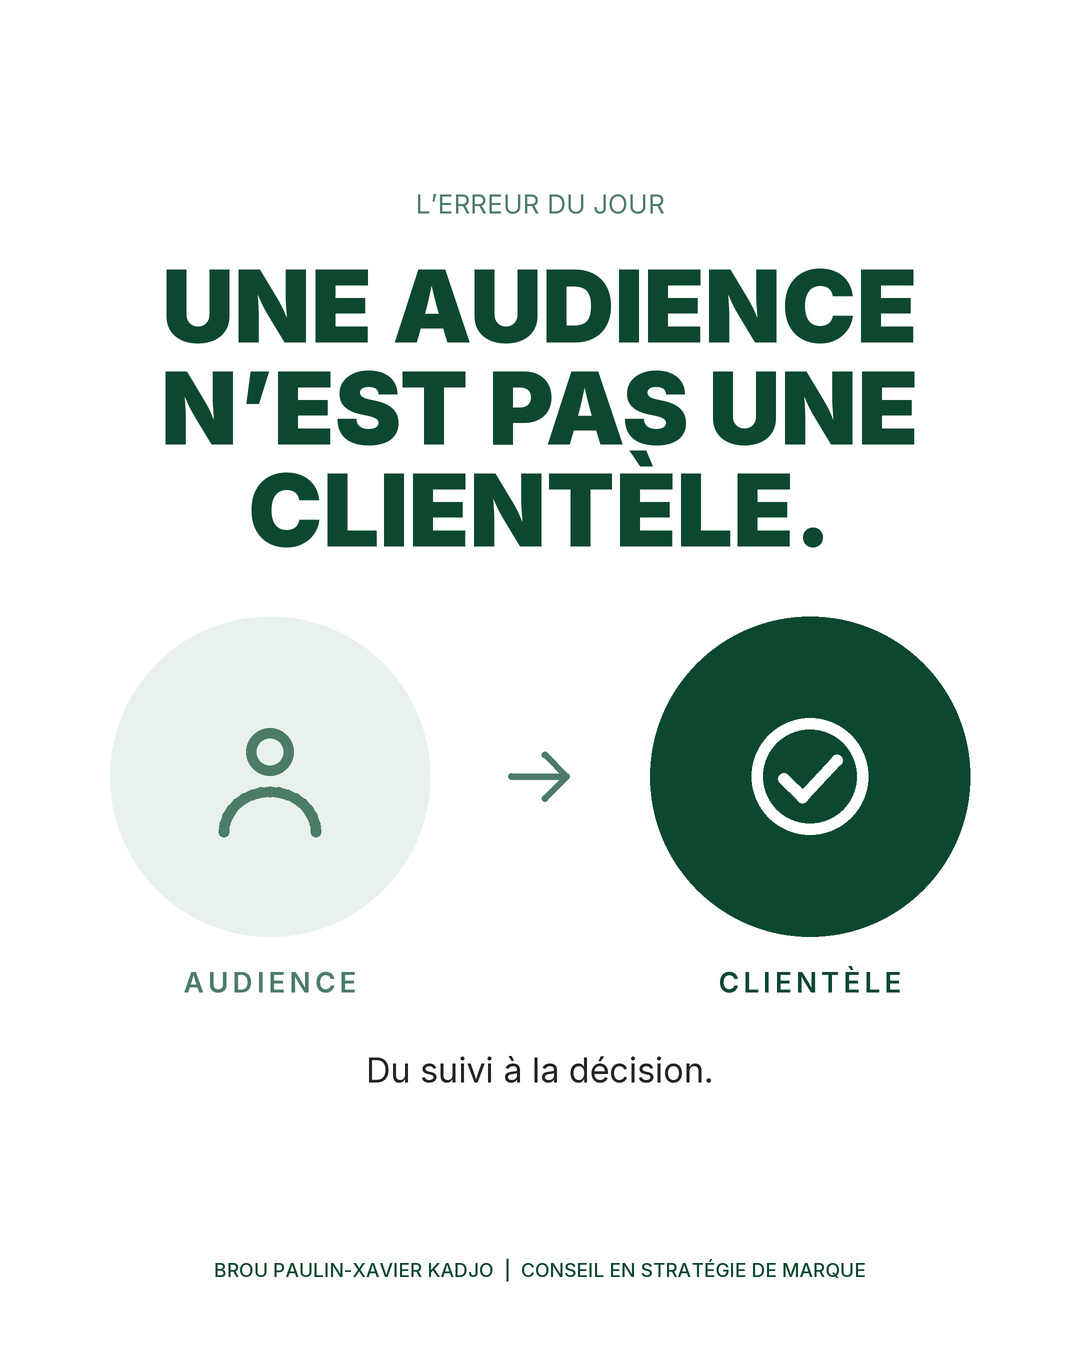 L’ERREUR DU JOUR
UNE AUDIENCE
N’EST PAS UNE
CLIENTÈLE.
AUDIENCE
CLIENTÈLE
Du suivi à la décision.
BROU PAULIN-XAVIER KADJO | CONSEIL EN STRATÉGIE DE MARQUE